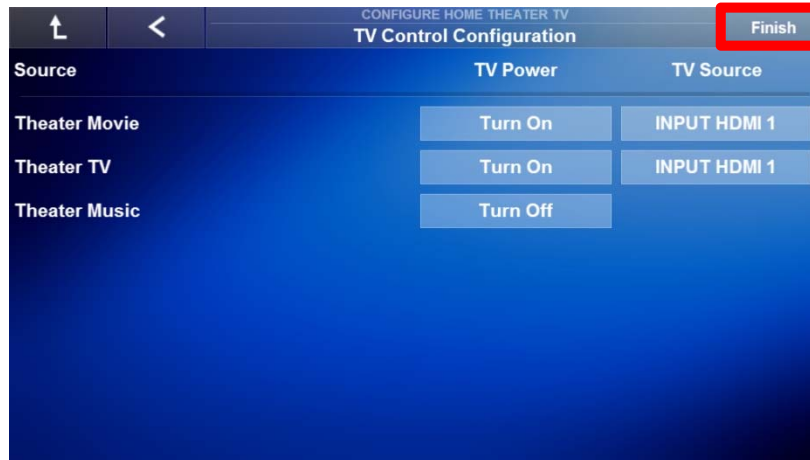 CONFIGURE HOME THEATER TV
TV Control Configuration
Finish
Source TV Power TV Source
Theater Movie Turn On INPUT HDMI 1
Theater TV Turn On INPUT HDMI 1
Theater Music Turn Off